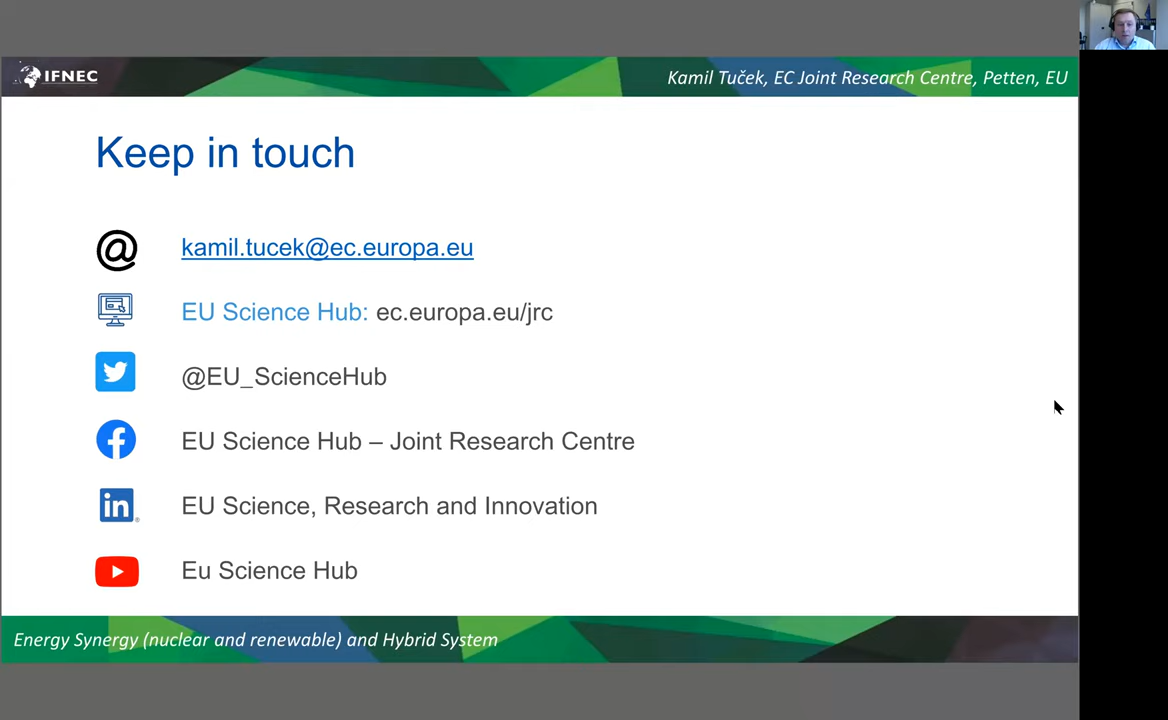 IFNEC
Kamil Tuček, EC Joint Research Centre, Petten, EU
Keep in touch
@ kamil.tucek@ec.europa.eu
EU Science Hub: ec.europa.eu/jrc
@EU_ScienceHub
EU Science Hub – Joint Research Centre
in EU Science, Research and Innovation
Eu Science Hub
Energy Synergy (nuclear and renewable) and Hybrid System